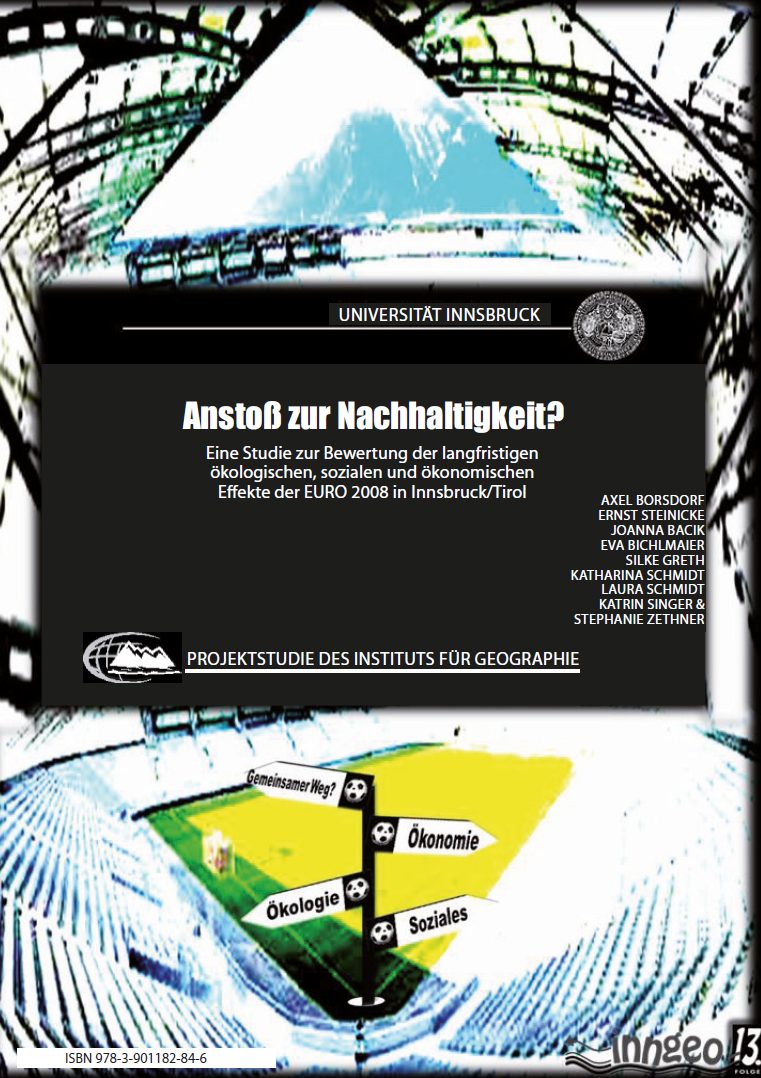 UNIVERSITÄT INNSBRUCK
Anstoß zur Nachhaltigkeit?
Eine Studie zur Bewertung der langfristigen
ökologischen, sozialen und ökonomischen
Effekte der EURO 2008 in Innsbruck/Tirol
AXEL BORSDORF
ERNST STEINICKE
JOANNA BACIK
EVA BICHLMAIER
SILKE GRETH
KATHARINA SCHMIDT
LAURA SCHMIDT
KATRIN SINGER &
STEPHANIE ZETHNER
PROJEKTSTUDIE DES INSTITUTS FÜR GEOGRAPHIE
Gemeinsamer Weg?
Ökonomie
Ökologie
Soziales
ISBN 978-3-901182-84-6
inngeo
13.
FOLGE